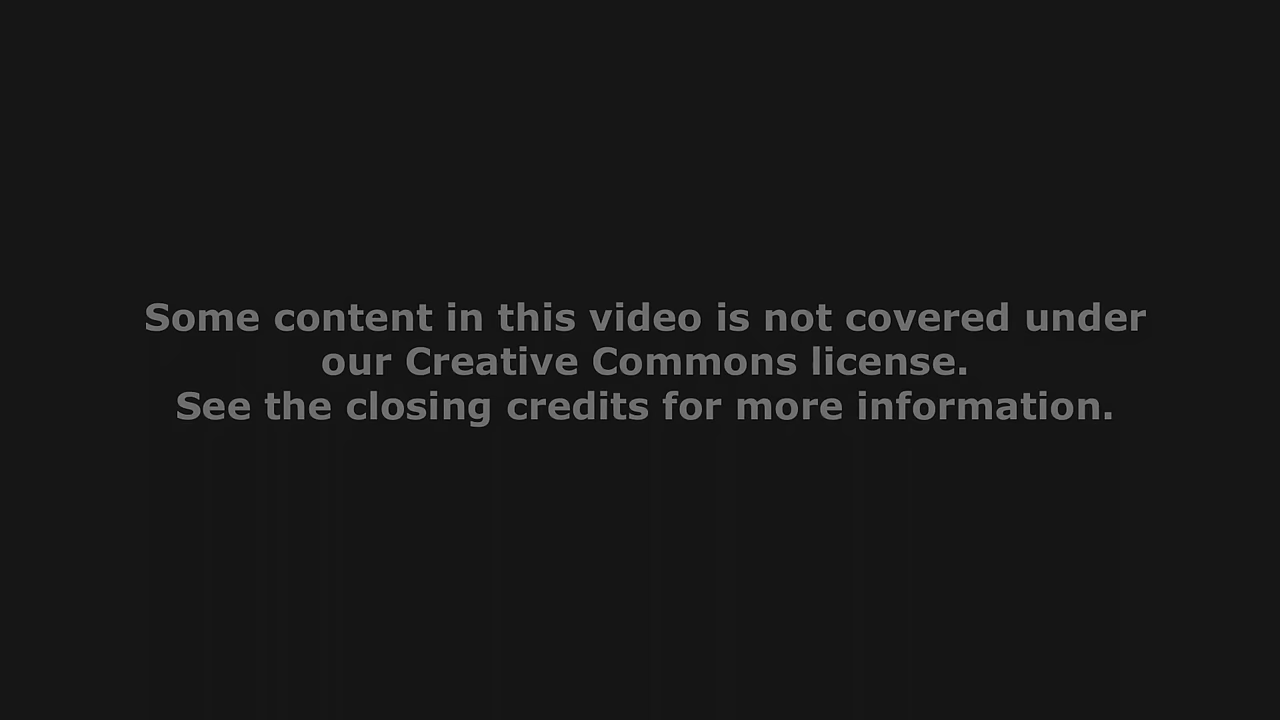 Some content in this video is not covered under
our Creative Commons license.
See the closing credits for more information.